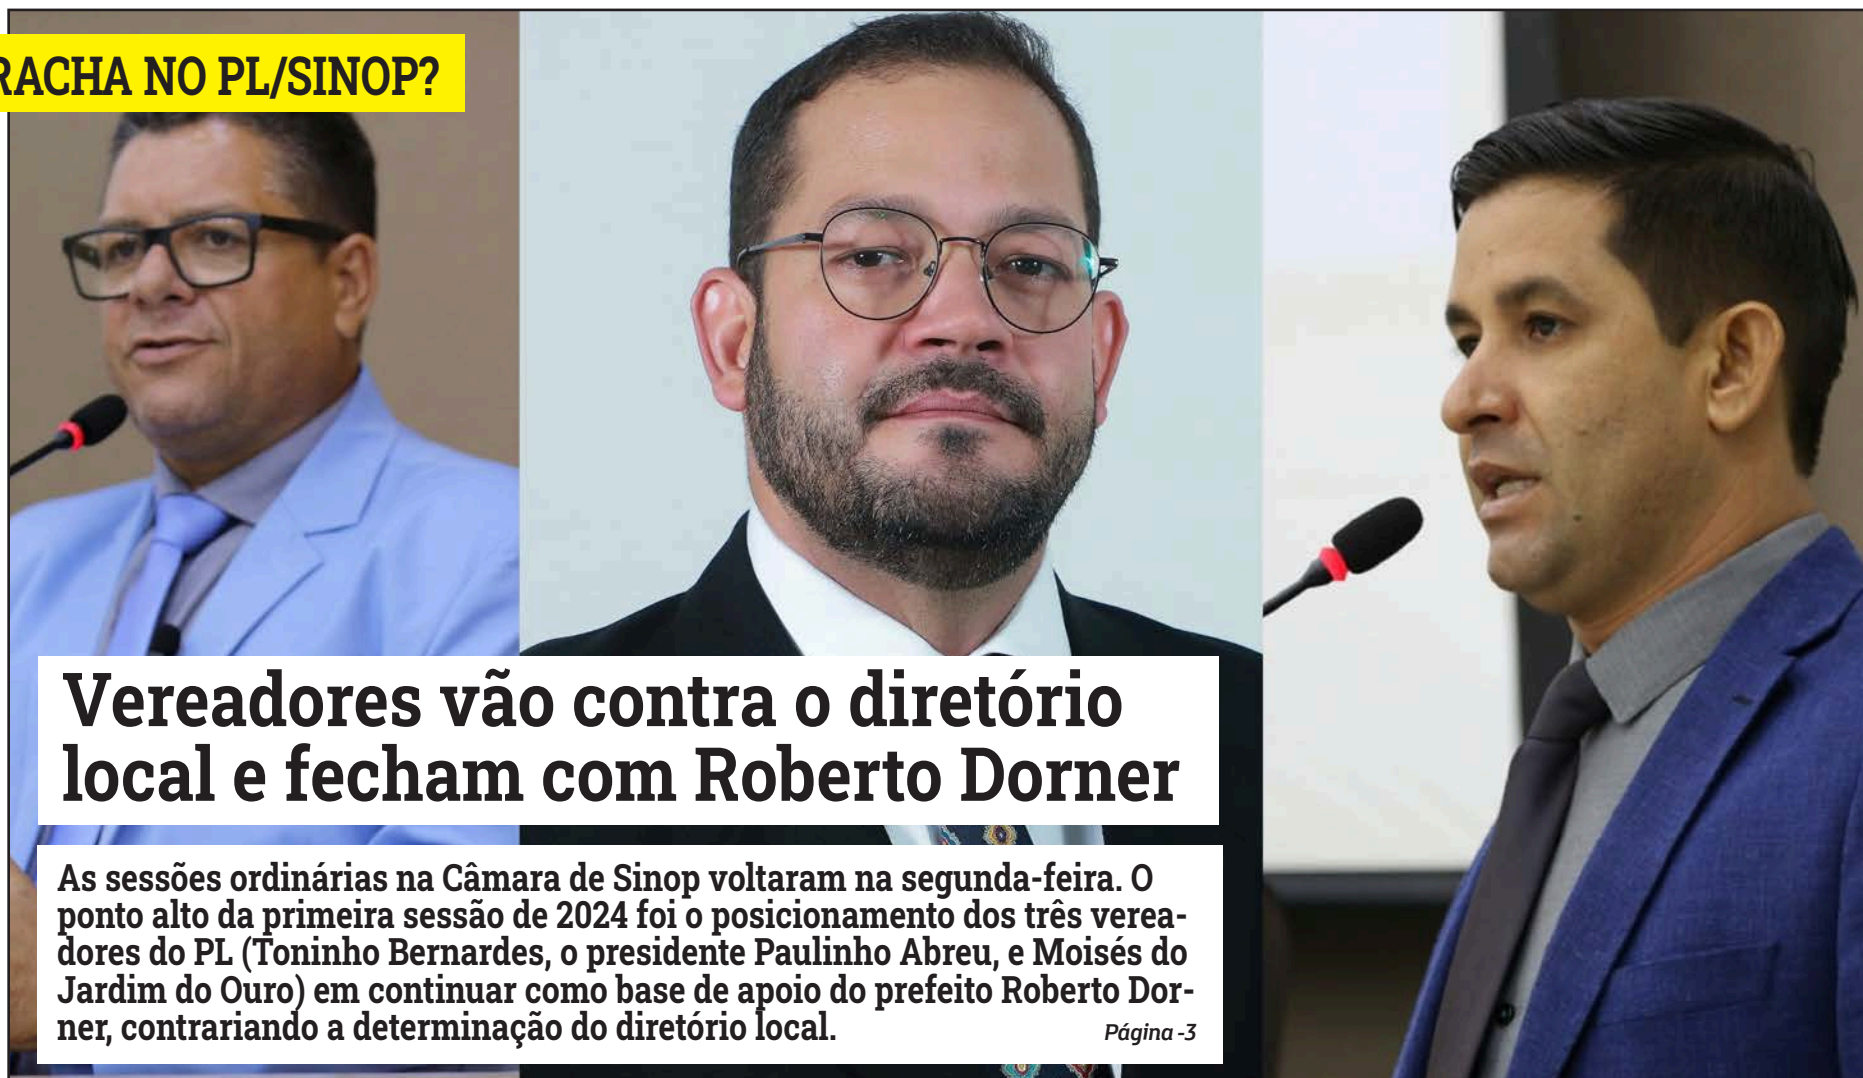 RACHA NO PL/SINOP?
Vereadores vão contra o diretório
local e fecham com Roberto Dorner
As sessões ordinárias na Câmara de Sinop voltaram na segunda-feira. O
ponto alto da primeira sessão de 2024 foi o posicionamento dos três verea-
dores do PL (Toninho Bernardes, o presidente Paulinho Abreu, e Moisés do
Jardim do Ouro) em continuar como base de apoio do prefeito Roberto Dor-
ner, contrariando a determinação do diretório local.
Página -3